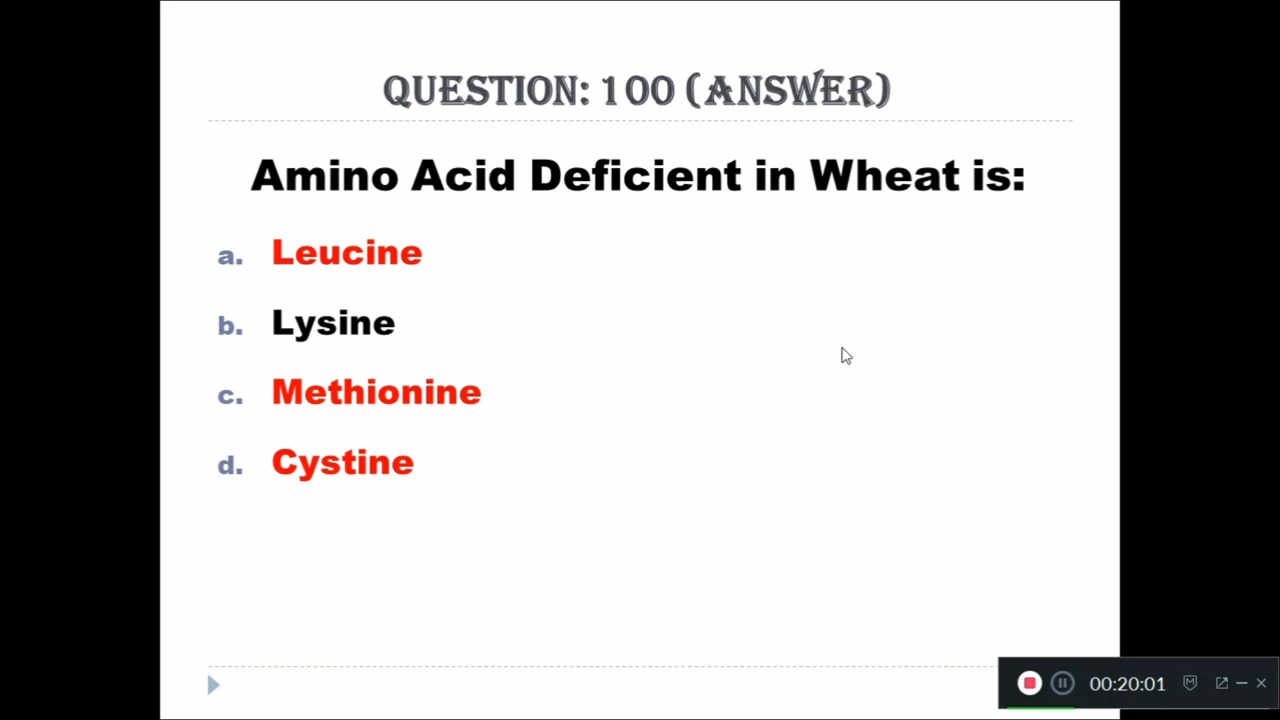 QUESTION: 100 (ANSWER)
Amino Acid Deficient in Wheat is:
a. Leucine
b. Lysine
c. Methionine
d. Cystine
00:20:01